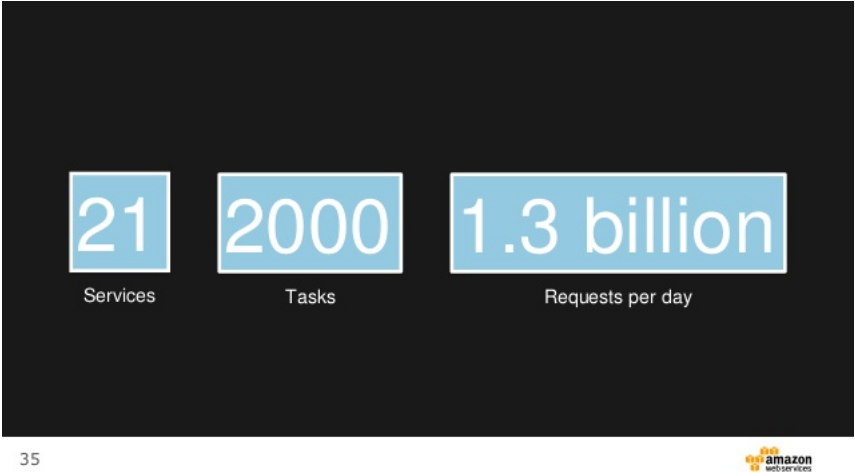 21
Services
2000
Tasks
1.3 billion
Requests per day
35
amazon
webservices